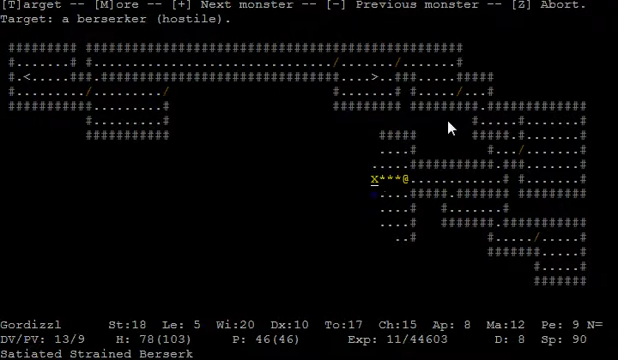 [T]arget -- [M]ore -- [+] Next monster -- [-] Previous monster -- [Z] Abort.
Target: a berserker (hostile).
Gordizzl St:18 Le: 5 Wi:20 Dx:10 To:17 Ch:15 Ap: 8 Ma:12 Pe: 9 N=
DV/PV: 13/9 H: 78(103) P: 46(46) Exp: 11/44603 D: 8 Sp: 90
Satiated Strained Berserk